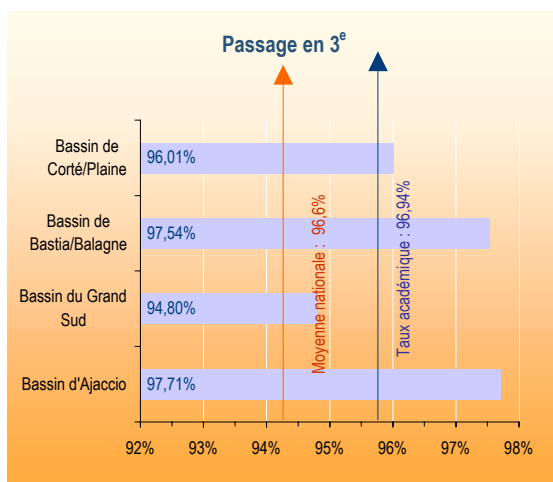 Passage en 3e
Bassin de
Corté/Plaine
96,01%
Bassin de
Bastia/Balagne
97,54%
Bassin du Grand
Sud
94,80%
Bassin d'Ajaccio
97,71%
Moyenne nationale : 96,6%
Taux académique : 96,94%
92% 93% 94% 95% 96% 97% 98%